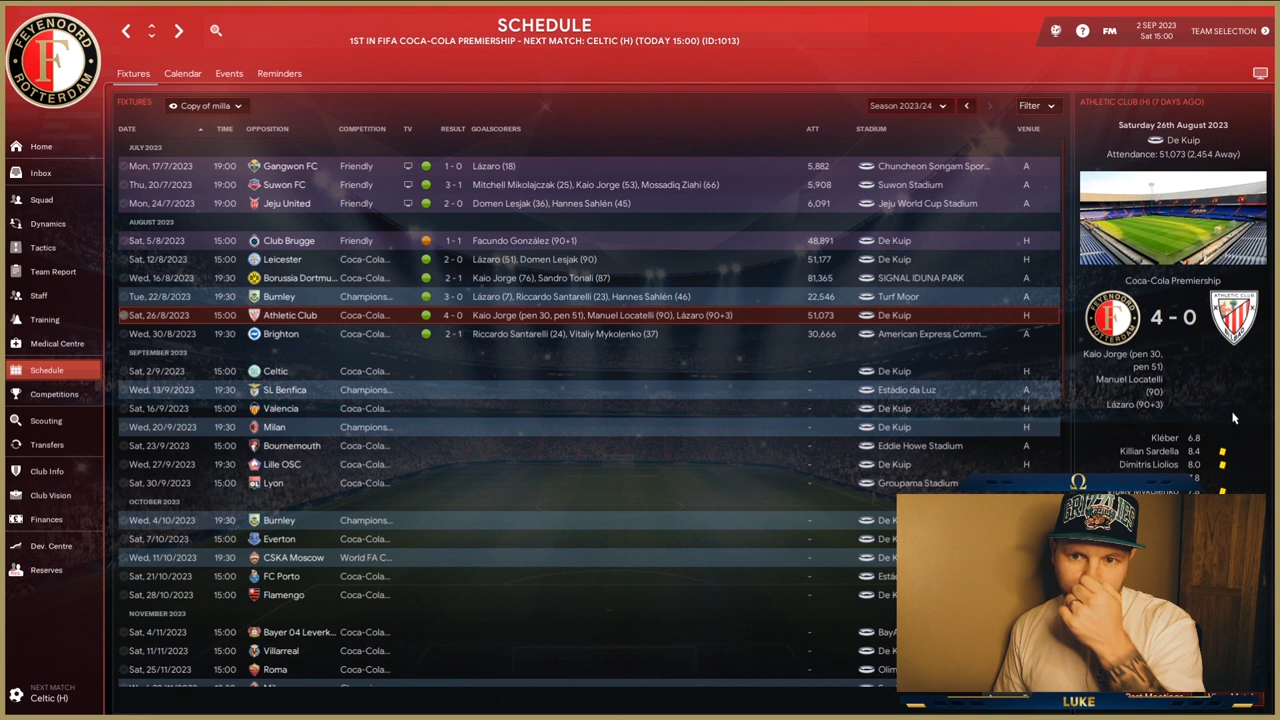 SCHEDULE
1ST IN FIFA COCA-COLA PREMIERSHIP - NEXT MATCH: CELTIC (H) (TODAY 15:00) (ID:1013)
FM
2 SEP 2023
Sat 15:00
TEAM SELECTION
FEYENOORD
ROTTERDAM
Fixtures Calendar Events Reminders
FIXTURES Copy of milla Season 2023/24 Filter
DATE TIME OPPOSITION COMPETITION TV RESULT GOALSCORERS ATT STADIUM VENUE
JULY 2023
Mon, 17/7/2023 19:00 Gangwon FC Friendly 1 - 0 Lázaro (18) 5,882 Chuncheon Songam Spor... A
Thu, 20/7/2023 19:00 Suwon FC Friendly 3 - 1 Mitchell Mikolajczak (25), Kaio Jorge (53), Mossadiq Ziahi (66) 5,908 Suwon Stadium A
Mon, 24/7/2023 19:00 Jeju United Friendly 2 - 0 Domen Lesjak (36), Hannes Sahlén (45) 6,091 Jeju World Cup Stadium A
AUGUST 2023
Sat, 5/8/2023 15:00 Club Brugge Friendly 1 - 1 Facundo González (90+1) 48,891 De Kuip H
Sat, 12/8/2023 15:00 Leicester Coca-Cola... 2 - 0 Lázaro (51), Domen Lesjak (90) 51,177 De Kuip H
Wed, 16/8/2023 19:30 Borussia Dortmu... Coca-Cola... 2 - 1 Kaio Jorge (76), Sandro Tonali (87) 81,365 SIGNAL IDUNA PARK A
Tue, 22/8/2023 19:30 Burnley Champions... 3 - 0 Lázaro (7), Riccardo Santarelli (23), Hannes Sahlén (46) 22,546 Turf Moor A
Sat, 26/8/2023 15:00 Athletic Club Coca-Cola... 4 - 0 Kaio Jorge (pen 30, pen 51), Manuel Locatelli (90), Lázaro (90+3) 51,073 De Kuip H
Wed, 30/8/2023 19:30 Brighton Coca-Cola... 2 - 1 Riccardo Santarelli (24), Vitaliy Mykolenko (37) 30,666 American Express Comm... A
SEPTEMBER 2023
Sat, 2/9/2023 15:00 Celtic Coca-Cola... - De Kuip H
Wed, 13/9/2023 19:30 SL Benfica Champions... - Estádio da Luz A
Sat, 16/9/2023 15:00 Valencia Coca-Cola... - De Kuip H
Wed, 20/9/2023 19:30 Milan Champions... - De Kuip H
Sat, 23/9/2023 15:00 Bournemouth Coca-Cola... - Eddie Howe Stadium A
Wed, 27/9/2023 19:30 Lille OSC Coca-Cola... - De Kuip H
Sat, 30/9/2023 15:00 Lyon Coca-Cola... - Groupama Stadium
OCTOBER 2023
Wed, 4/10/2023 19:30 Burnley Champions... - De K
Sat, 7/10/2023 15:00 Everton Coca-Cola... - De K
Wed, 11/10/2023 19:30 CSKA Moscow World FA C... - De K
Sat, 21/10/2023 15:00 FC Porto Coca-Cola... - Está
Sat, 28/10/2023 15:00 Flamengo Coca-Cola... - De K
NOVEMBER 2023
Sat, 4/11/2023 15:00 Bayer 04 Leverk... Coca-Cola... - BayA
Sat, 11/11/2023 15:00 Villarreal Coca-Cola... - De K
Sat, 25/11/2023 15:00 Roma Coca-Cola... - Olim
Home
Inbox
Squad
Dynamics
Tactics
Team Report
Staff
Training
Medical Centre
Schedule
Competitions
Scouting
Transfers
Club Info
Club Vision
Finances
Dev. Centre
Reserves
NEXT MATCH
Celtic (H)
ATHLETIC CLUB (H) (7 DAYS AGO)
Saturday 26th August 2023
De Kuip
Attendance: 51,073 (2,454 Away)
Coca-Cola Premiership
FEYENOORD
ROTTERDAM
4 - 0
ATHLETIC CLUB
Kaio Jorge (pen 30,
pen 51)
Manuel Locatelli
(90)
Lázaro (90+3)
Kléber 6.8
Killian Sardella 8.4
Dimitris Liolios 8.0
Ω
GRIZZLIES
LUKE